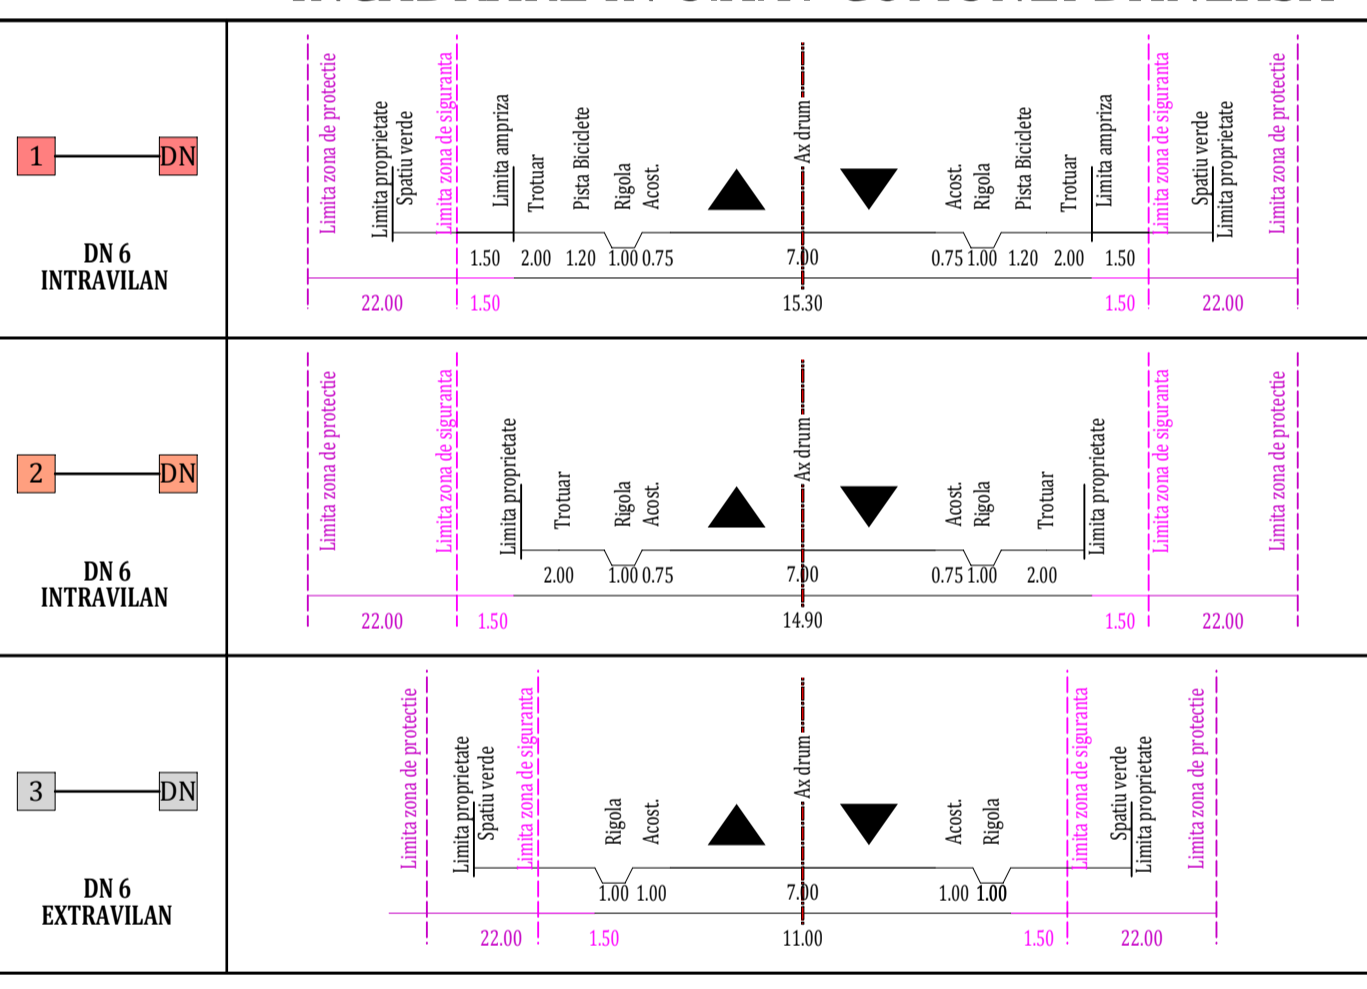 1
DN
DN 6
INTRAVILAN
Limita zona de protectie
Limita proprietate
Spatiu verde
Limita zona de siguranta
Limita ampriza
Trotuar
Pista Biciclete
Rigola
Acost.
Ax drum
Acost.
Rigola
Pista Biciclete
Trotuar
Limita ampriza
Limita zona de siguranta
Spatiu verde
Limita proprietate
Limita zona de protectie
1.50 2.00 1.20 1.00 0.75 7.00 0.75 1.00 1.20 2.00 1.50
22.00 1.50 15.30 1.50 22.00
2
DN
DN 6
INTRAVILAN
Limita zona de protectie
Limita zona de siguranta
Limita proprietate
Trotuar
Rigola
Acost.
Ax drum
Acost.
Rigola
Trotuar
Limita proprietate
Limita zona de siguranta
Limita zona de protectie
2.00 1.00 0.75 7.00 0.75 1.00 2.00
22.00 1.50 14.90 1.50 22.00
3
DN
DN 6
EXTRAVILAN
Limita zona de protectie
Limita proprietate
Spatiu verde
Limita zona de siguranta
Rigola
Acost.
Ax drum
Acost.
Rigola
Limita zona de siguranta
Spatiu verde
Limita proprietate
Limita zona de protectie
1.00 1.00 7.00 1.00 1.00
22.00 1.50 11.00 1.50 22.00